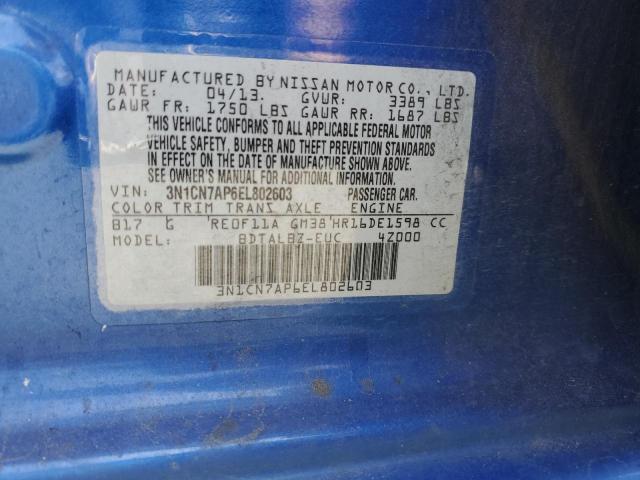 MANUFACTURED BY NISSAN MOTOR CO., LTD.
DATE: 04/13. GVWR: 3389 LBS
GAWR FR: 1750 LBS GAWR RR: 1687 LBS
THIS VEHICLE CONFORMS TO ALL APPLICABLE FEDERAL MOTOR
VEHICLE SAFETY, BUMPER AND THEFT PREVENTION STANDARDS
IN EFFECT ON THE DATE OF MANUFACTURE SHOWN ABOVE.
SEE OWNER'S MANUAL FOR ADDITIONAL INFORMATION.
VIN: 3N1CN7AP6EL802603 PASSENGER CAR.
COLOR TRIM TRANS AXLE ENGINE
B17 G RE0F11A GM38 HR16DE1598 CC
MODEL: BDTALBZ-EUC 4Z000
3N1CN7AP6EL802603